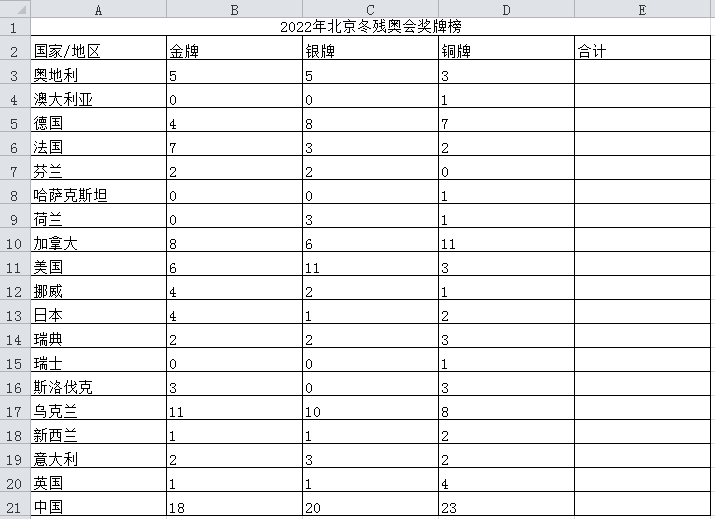 A B C D E
1 2022年北京冬残奥会奖牌榜
2 国家/地区 金牌 银牌 铜牌 合计
3 奥地利 5 5 3
4 澳大利亚 0 0 1
5 德国 4 8 7
6 法国 7 3 2
7 芬兰 2 2 0
8 哈萨克斯坦 0 0 1
9 荷兰 0 3 1
10 加拿大 8 6 11
11 美国 6 11 3
12 挪威 4 2 1
13 日本 4 1 2
14 瑞典 2 2 3
15 瑞士 0 0 1
16 斯洛伐克 3 0 3
17 乌克兰 11 10 8
18 新西兰 1 1 2
19 意大利 2 3 2
20 英国 1 1 4
21 中国 18 20 23